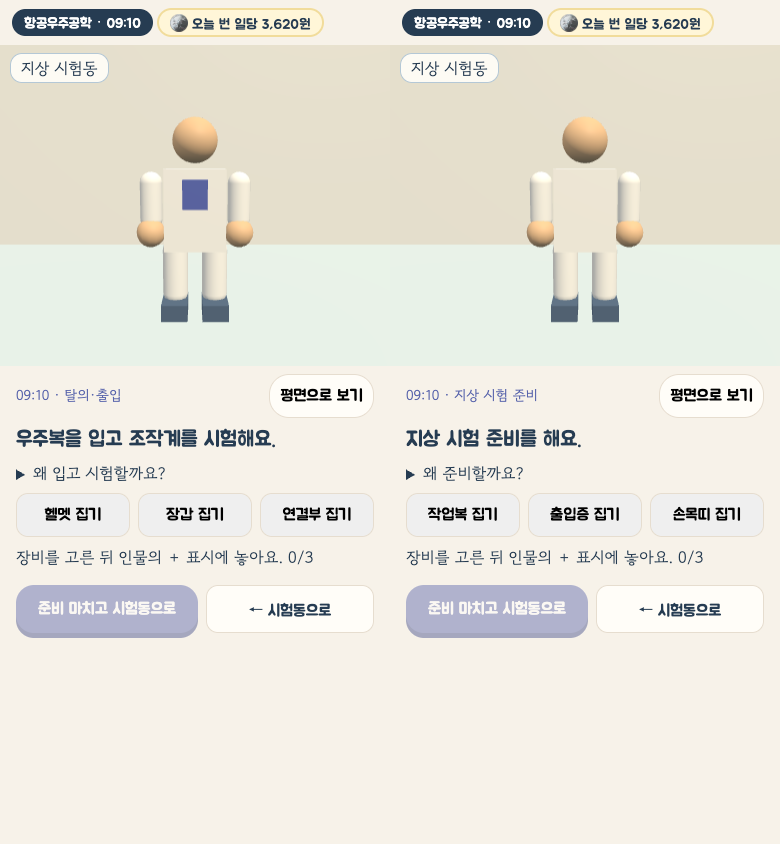 항공우주공학 · 09:10 오늘 번 일당 3,620원
지상 시험동
09:10 · 탈의·출입 평면으로 보기
우주복을 입고 조작계를 시험해요.
▶ 왜 입고 시험할까요?
헬멧 집기 장갑 집기 연결부 집기
장비를 고른 뒤 인물의 + 표시에 놓아요. 0/3
준비 마치고 시험동으로 ← 시험동으로
항공우주공학 · 09:10 오늘 번 일당 3,620원
지상 시험동
09:10 · 지상 시험 준비 평면으로 보기
지상 시험 준비를 해요.
▶ 왜 준비할까요?
작업복 집기 출입증 집기 손목띠 집기
장비를 고른 뒤 인물의 + 표시에 놓아요. 0/3
준비 마치고 시험동으로 ← 시험동으로